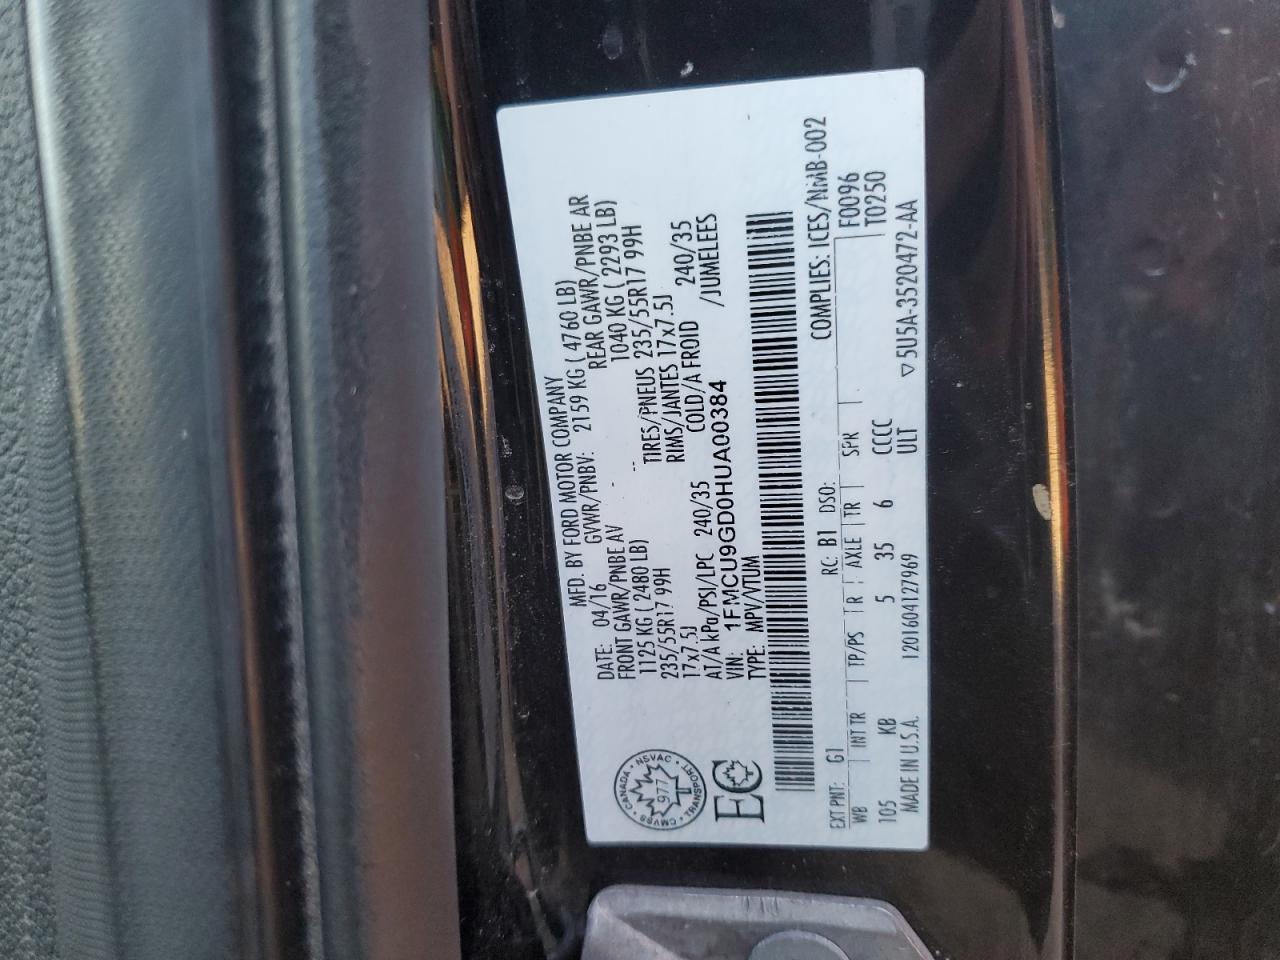 MFD. BY FORD MOTOR COMPANY
DATE: 04/16 GVWR/PNBV: 2159 KG ( 4760 LB)
FRONT GAWR/PNBE AV REAR GAWR/PNBE AR
1125 KG ( 2480 LB) 1040 KG ( 2293 LB)
235/55R17 99H TIRES/PNEUS 235/55R17 99H
17x7.5J RIMS/JANTES 17x7.5J
AT/A kPa/PSI/LPC 240/35 COLD/A FROID 240/35
VIN: 1FMCU9GD0HUA00384 /JUMELEES
TYPE: MPV/VTUM
CANADA • NSVAC • TRANSPORT • CMVSS
977
EC
COMPLIES: ICES/NMB-002
EXT PNT: G1 RC: B1 DSO: F0096
WB INT TR TP/PS R AXLE TR SPR T0250
105 KB 5 35 6 CCCC
MADE IN U.S.A. 1201604127969 ULT ▽5U5A-3520472-AA